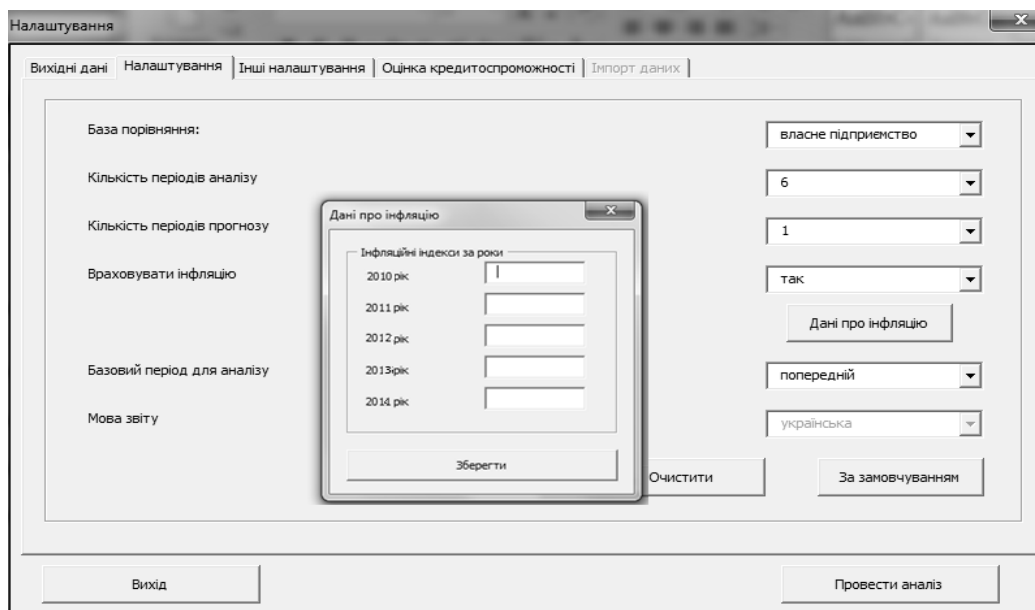 Налаштування
Вихідні дані Налаштування Інші налаштування Оцінка кредитоспроможності Імпорт даних
База порівняння: власне підприємство
Кількість періодів аналізу 6
Кількість періодів прогнозу 1
Враховувати інфляцію так
Дані про інфляцію
Базовий період для аналізу попередній
Мова звіту українська
Очистити За замовчуванням
Вихід Провести аналіз
Дані про інфляцію
Інфляційні індекси за роки
2010 рік
2011 рік
2012 рік
2013 рік
2014 рік
Зберегти